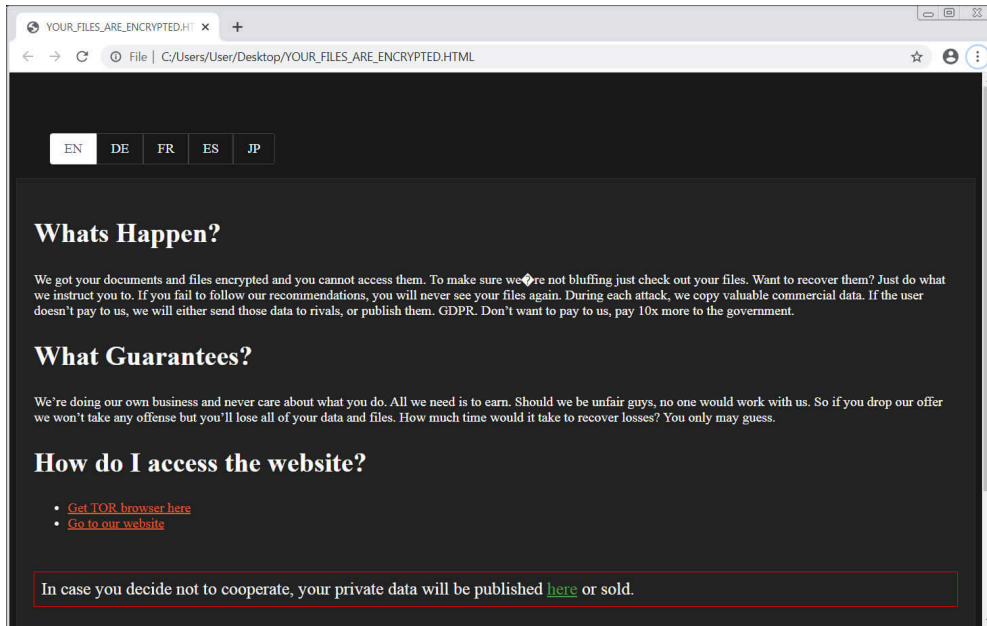 YOUR_FILES_ARE_ENCRYPTED.HT
File | C:/Users/User/Desktop/YOUR_FILES_ARE_ENCRYPTED.HTML
EN DE FR ES JP
Whats Happen?
We got your documents and files encrypted and you cannot access them. To make sure we�re not bluffing just check out your files. Want to recover them? Just do what
we instruct you to. If you fail to follow our recommendations, you will never see your files again. During each attack, we copy valuable commercial data. If the user
doesn’t pay to us, we will either send those data to rivals, or publish them. GDPR. Don’t want to pay to us, pay 10x more to the government.
What Guarantees?
We’re doing our own business and never care about what you do. All we need is to earn. Should we be unfair guys, no one would work with us. So if you drop our offer
we won’t take any offense but you’ll lose all of your data and files. How much time would it take to recover losses? You only may guess.
How do I access the website?
• Get TOR browser here
• Go to our website
In case you decide not to cooperate, your private data will be published here or sold.